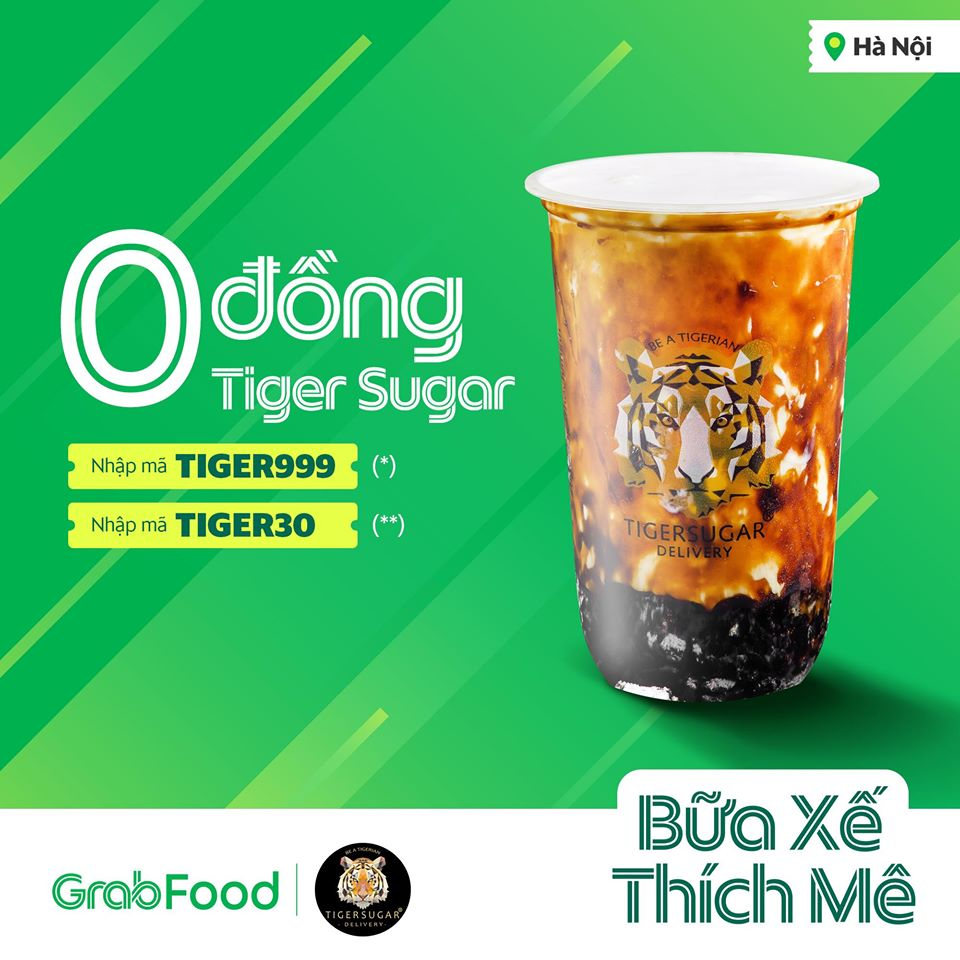 Hà Nội
0 đồng
Tiger Sugar
Nhập mã TIGER999 (*)
Nhập mã TIGER30 (**)
BE A TIGERIAN
TIGERSUGAR
DELIVERY
Bữa Xế
Thích Mê
GrabFood
BE A TIGERIAN
TIGERSUGAR®
- DELIVERY -